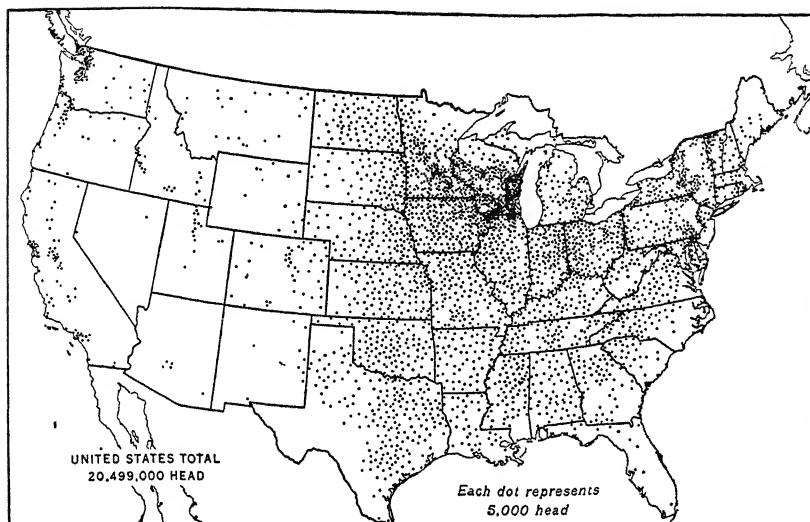 UNITED STATES TOTAL
20,499,000 HEAD
Each dot represents
5,000 head